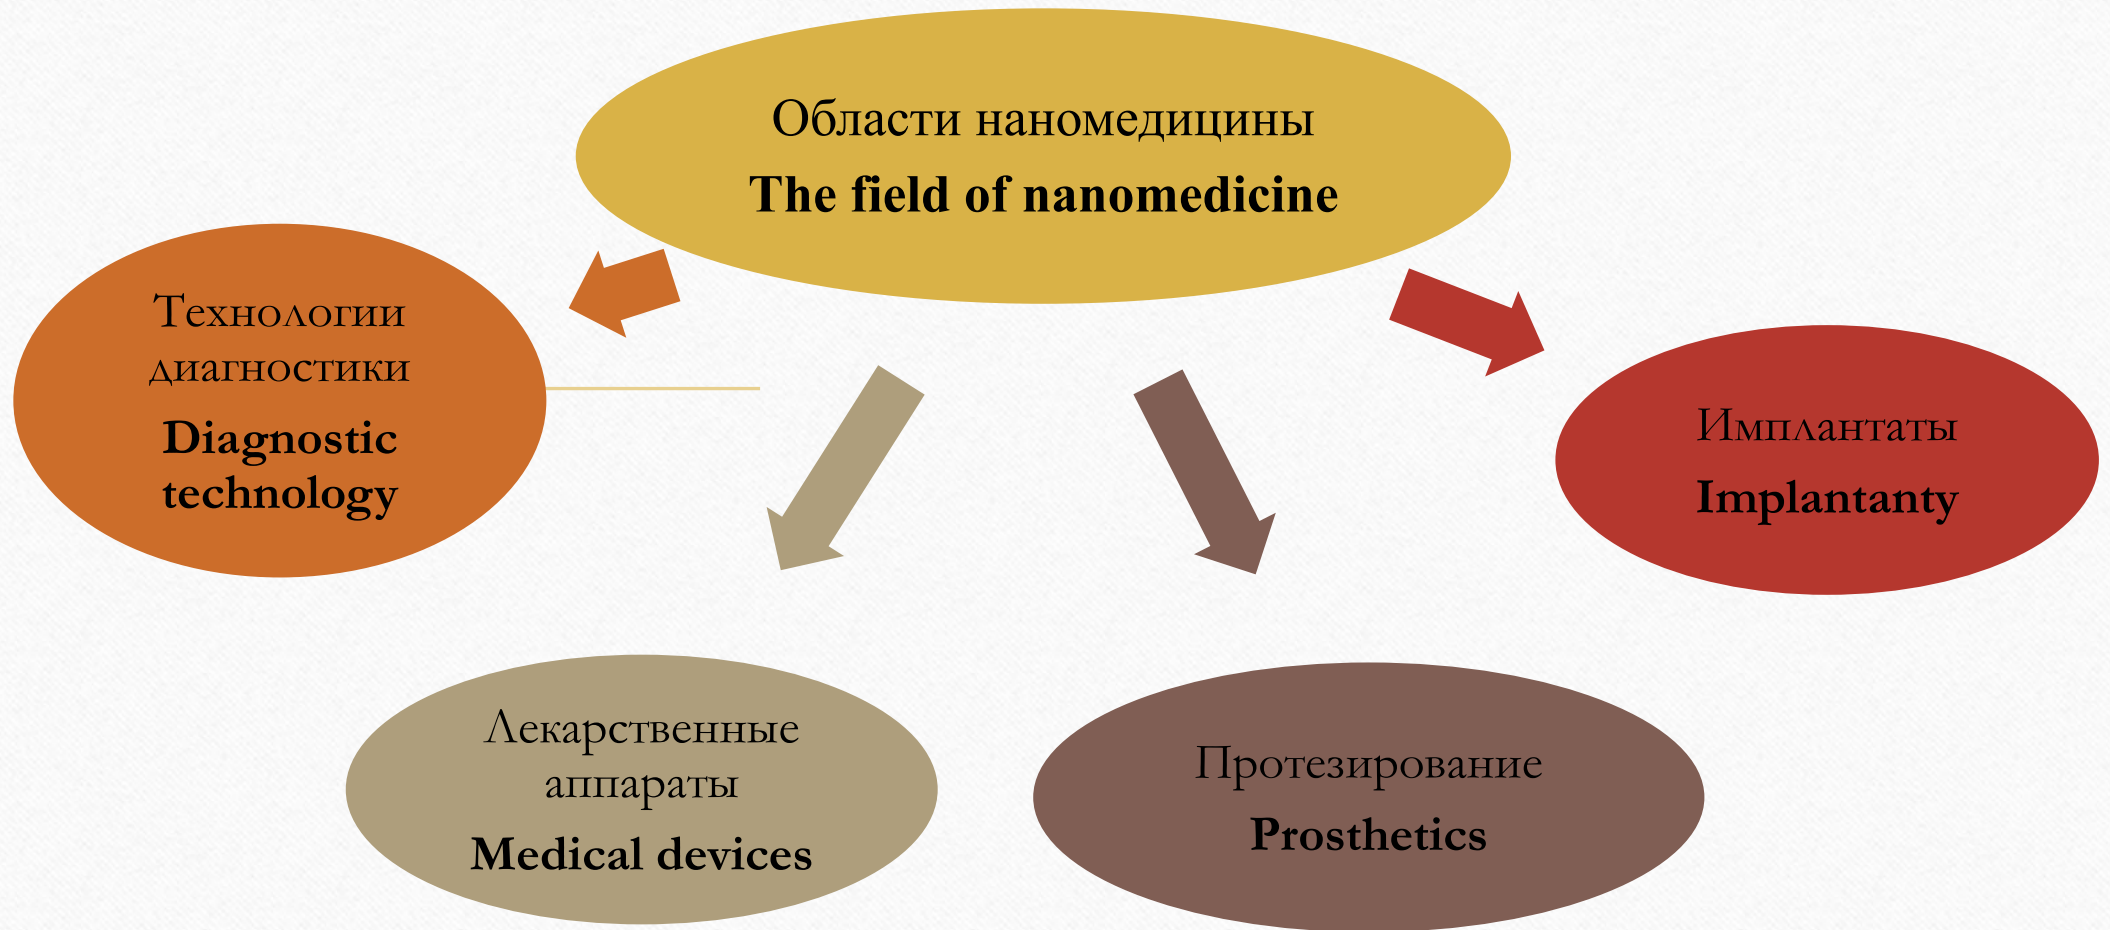 Области наномедицины
The field of nanomedicine
Технологии
диагностики
Diagnostic
technology
Имплантаты
Implantanty
Лекарственные
аппараты
Medical devices
Протезирование
Prosthetics